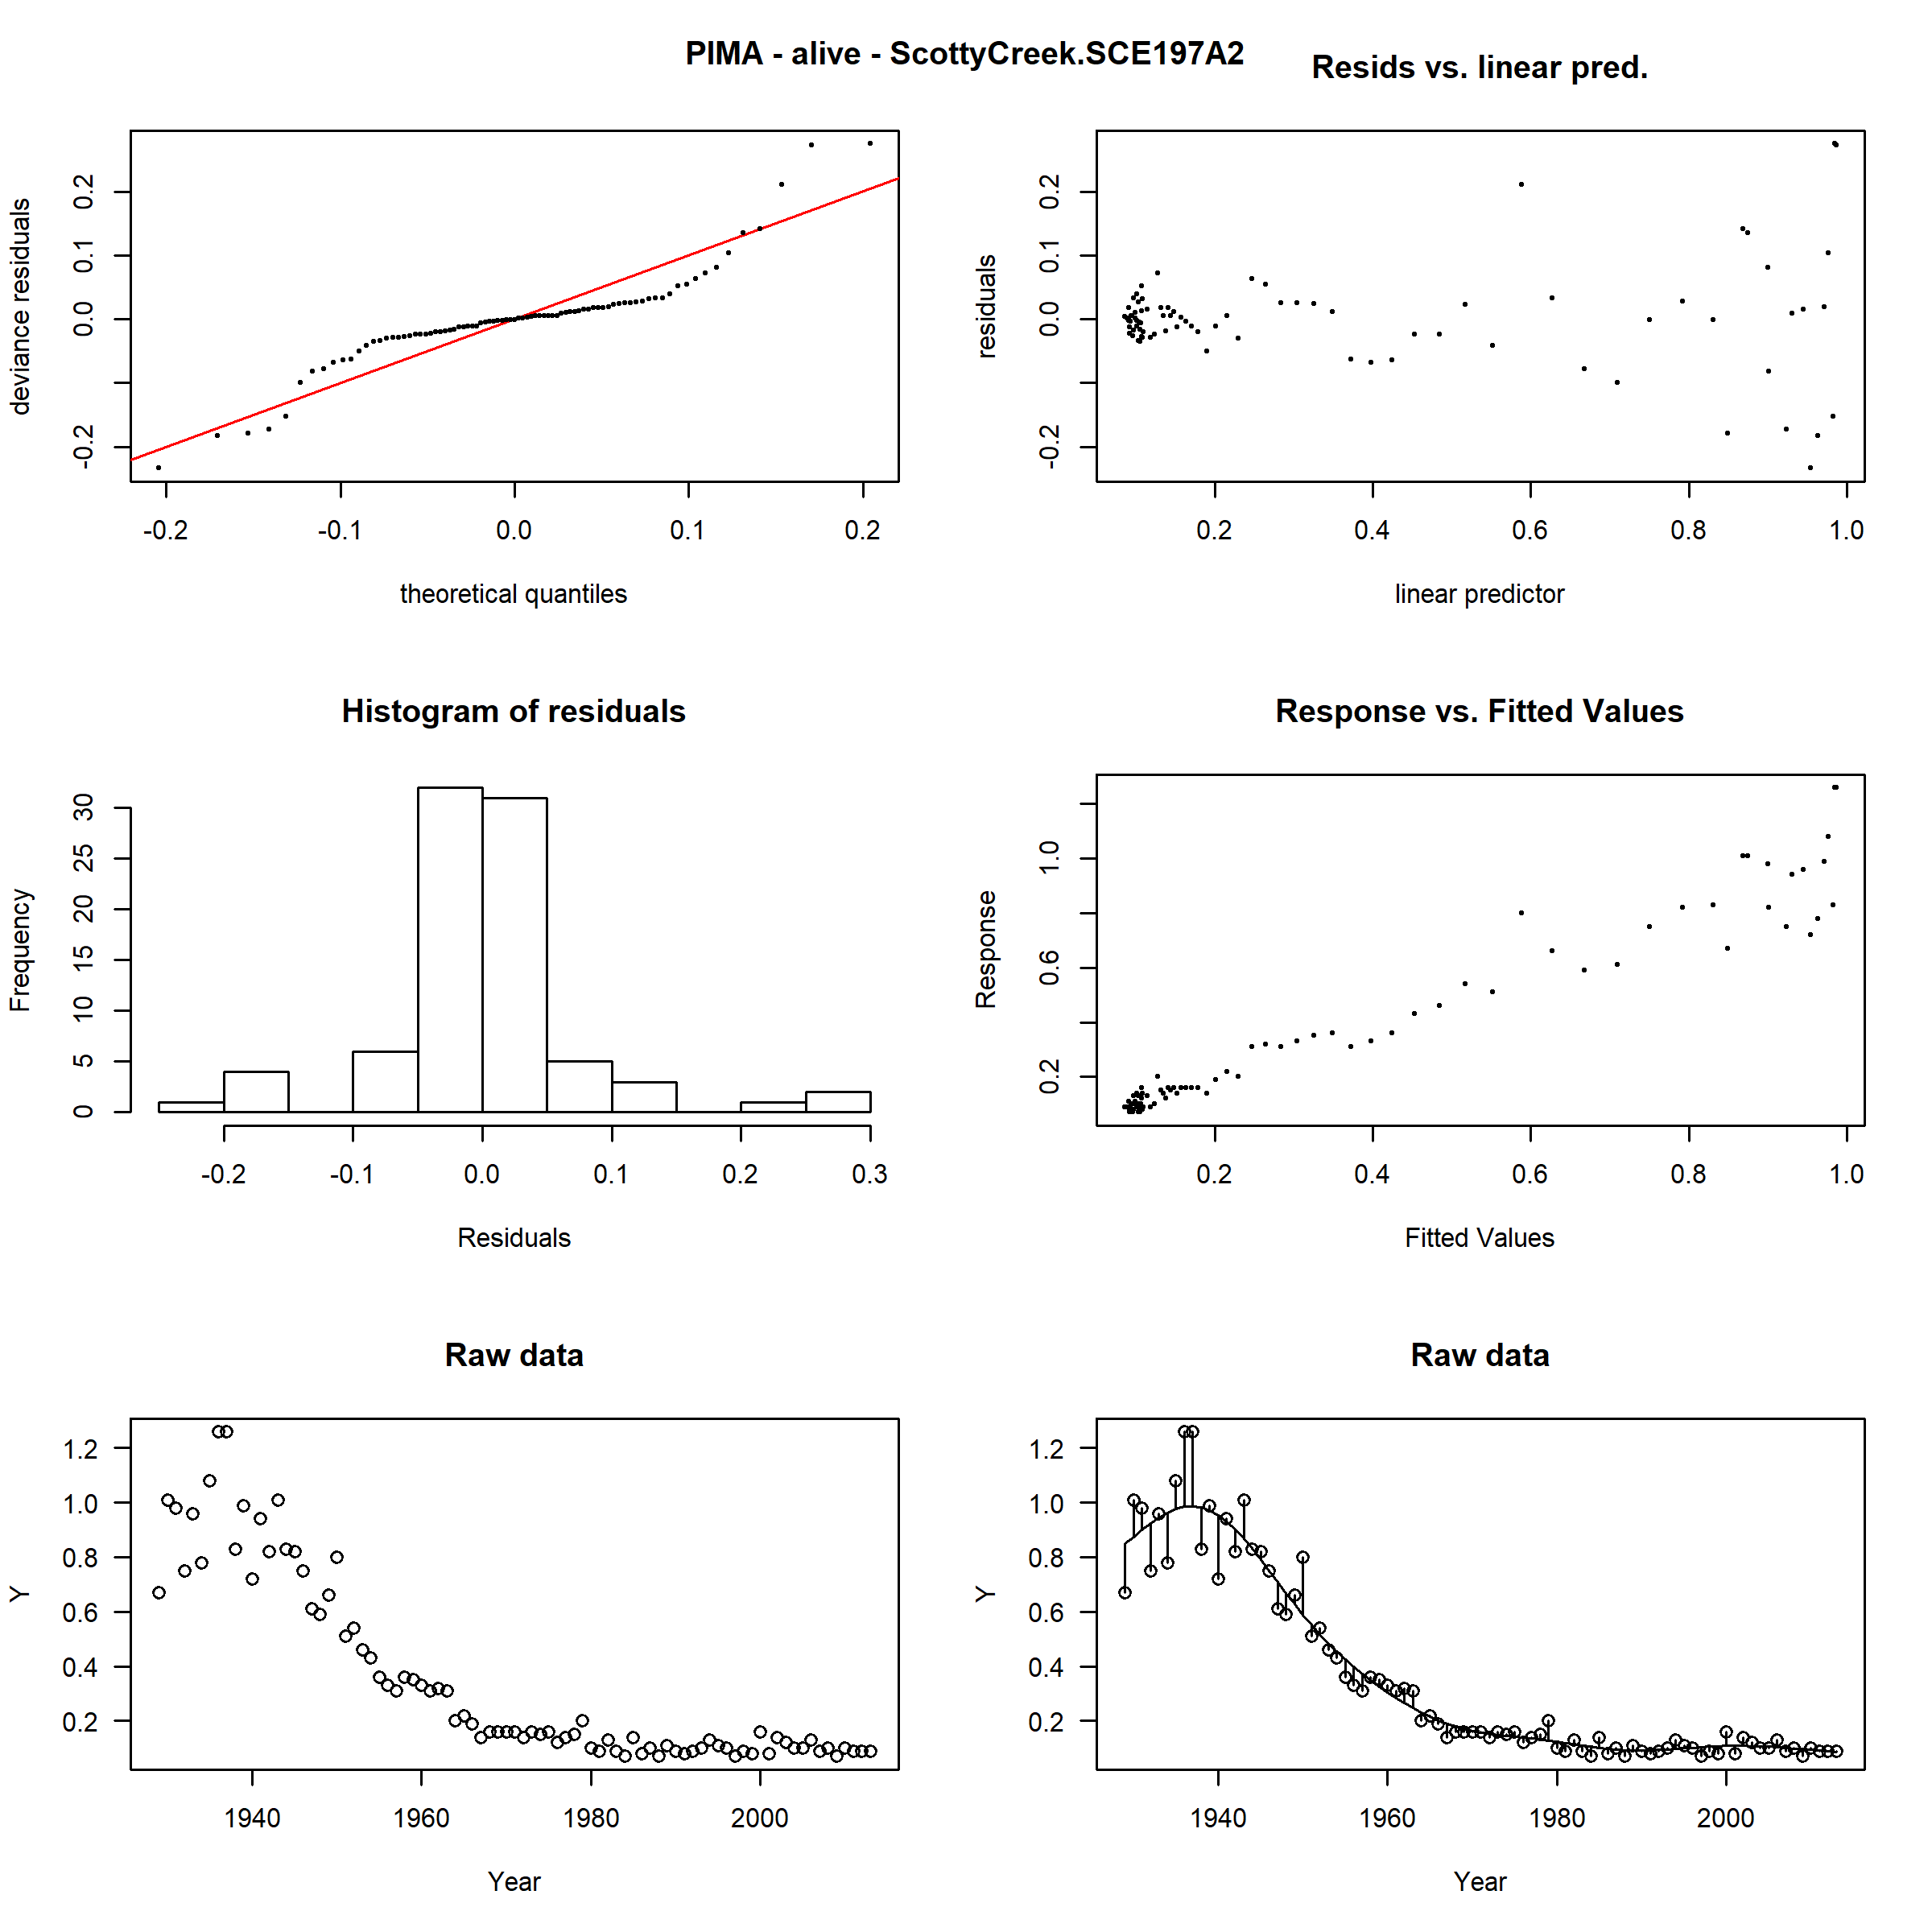 PIMA - alive - ScottyCreek.SCE197A2
Resids vs. linear pred.
deviance residuals
-0.2 0.0 0.1 0.2
-0.2 -0.1 0.0 0.1 0.2
theoretical quantiles
residuals
-0.2 0.0 0.1 0.2
0.2 0.4 0.6 0.8 1.0
linear predictor
Histogram of residuals
Frequency
0 5 10 15 20 25 30
-0.2 -0.1 0.0 0.1 0.2 0.3
Residuals
Response vs. Fitted Values
Response
0.2 0.6 1.0
0.2 0.4 0.6 0.8 1.0
Fitted Values
Raw data
Y
1.2
1.0
0.8
0.6
0.4
0.2
1940 1960 1980 2000
Year
Raw data
Y
1.2
1.0
0.8
0.6
0.4
0.2
1940 1960 1980 2000
Year